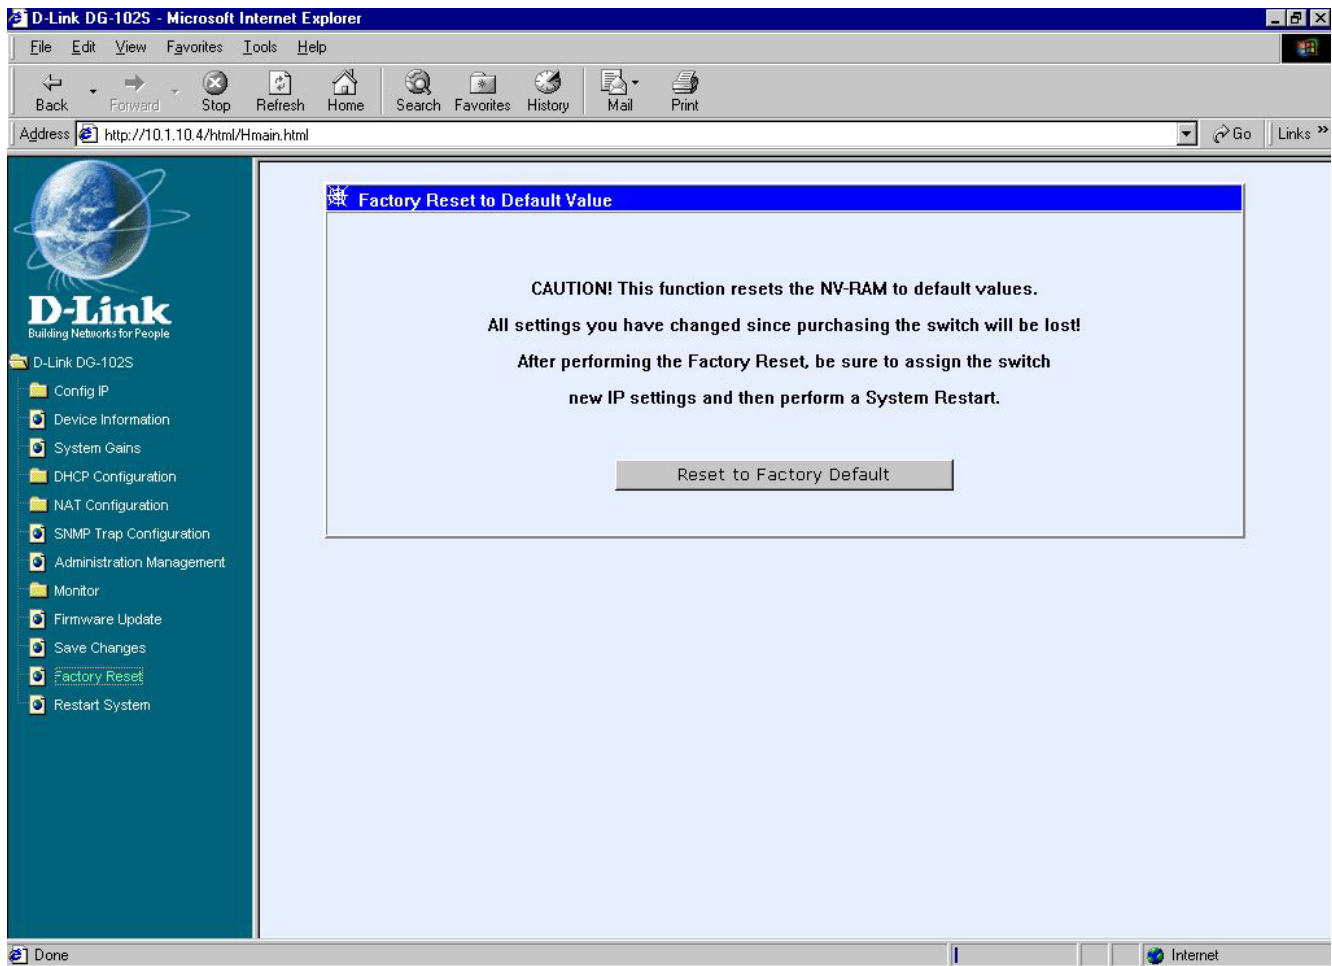 D-Link DG-102S - Microsoft Internet Explorer
File Edit View Favorites Tools Help
Back Forward Stop Refresh Home Search Favorites History Mail Print
Address http://10.1.10.4/html/Hmain.html Go Links »
D-Link
Building Networks for People
D-Link DG-102S
Config IP
Device Information
System Gains
DHCP Configuration
NAT Configuration
SNMP Trap Configuration
Administration Management
Monitor
Firmware Update
Save Changes
Factory Reset
Restart System
Factory Reset to Default Value
CAUTION! This function resets the NV-RAM to default values.
All settings you have changed since purchasing the switch will be lost!
After performing the Factory Reset, be sure to assign the switch
new IP settings and then perform a System Restart.
Reset to Factory Default
Done Internet